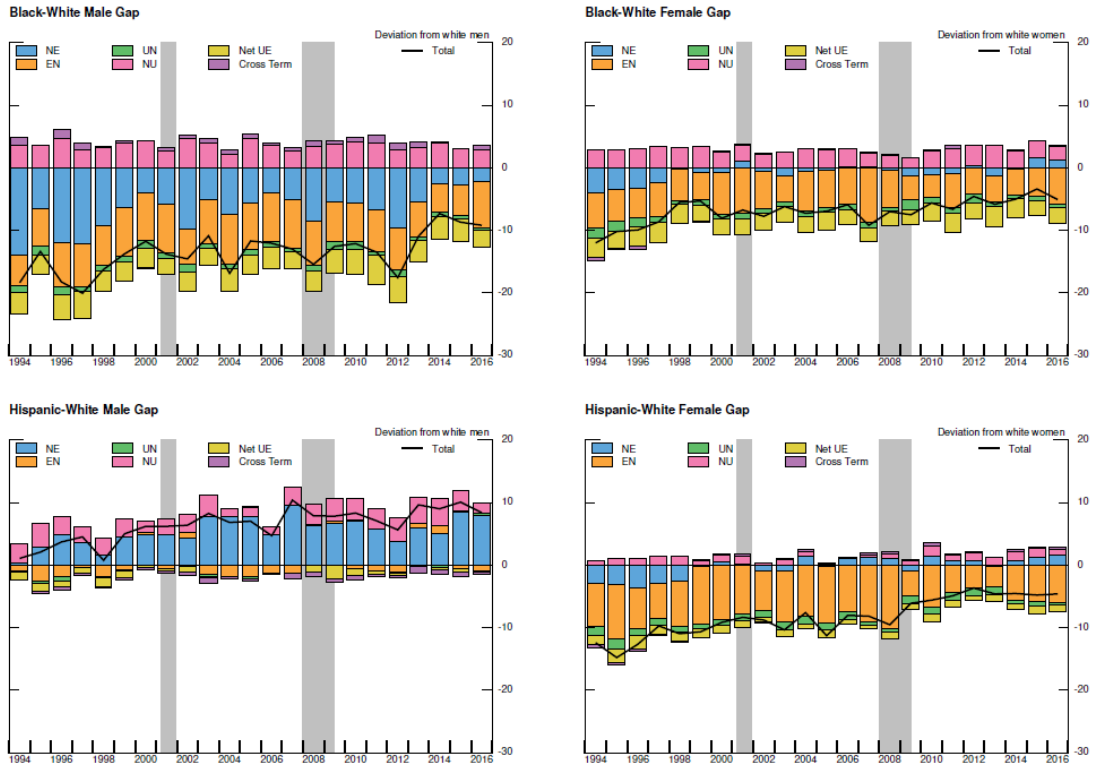 Black-White Male Gap
Deviation from white men
NE UN Net UE Total
EN NU Cross Term
20
10
0
-10
-20
-30
1994 1996 1998 2000 2002 2004 2006 2008 2010 2012 2014 2016
Black-White Female Gap
Deviation from white women
NE UN Net UE Total
EN NU Cross Term
20
10
0
-10
-20
-30
1994 1996 1998 2000 2002 2004 2006 2008 2010 2012 2014 2016
Hispanic-White Male Gap
Deviation from white men
NE UN Net UE Total
EN NU Cross Term
20
10
0
-10
-20
-30
1994 1996 1998 2000 2002 2004 2006 2008 2010 2012 2014 2016
Hispanic-White Female Gap
Deviation from white women
NE UN Net UE Total
EN NU Cross Term
20
10
0
-10
-20
-30
1994 1996 1998 2000 2002 2004 2006 2008 2010 2012 2014 2016